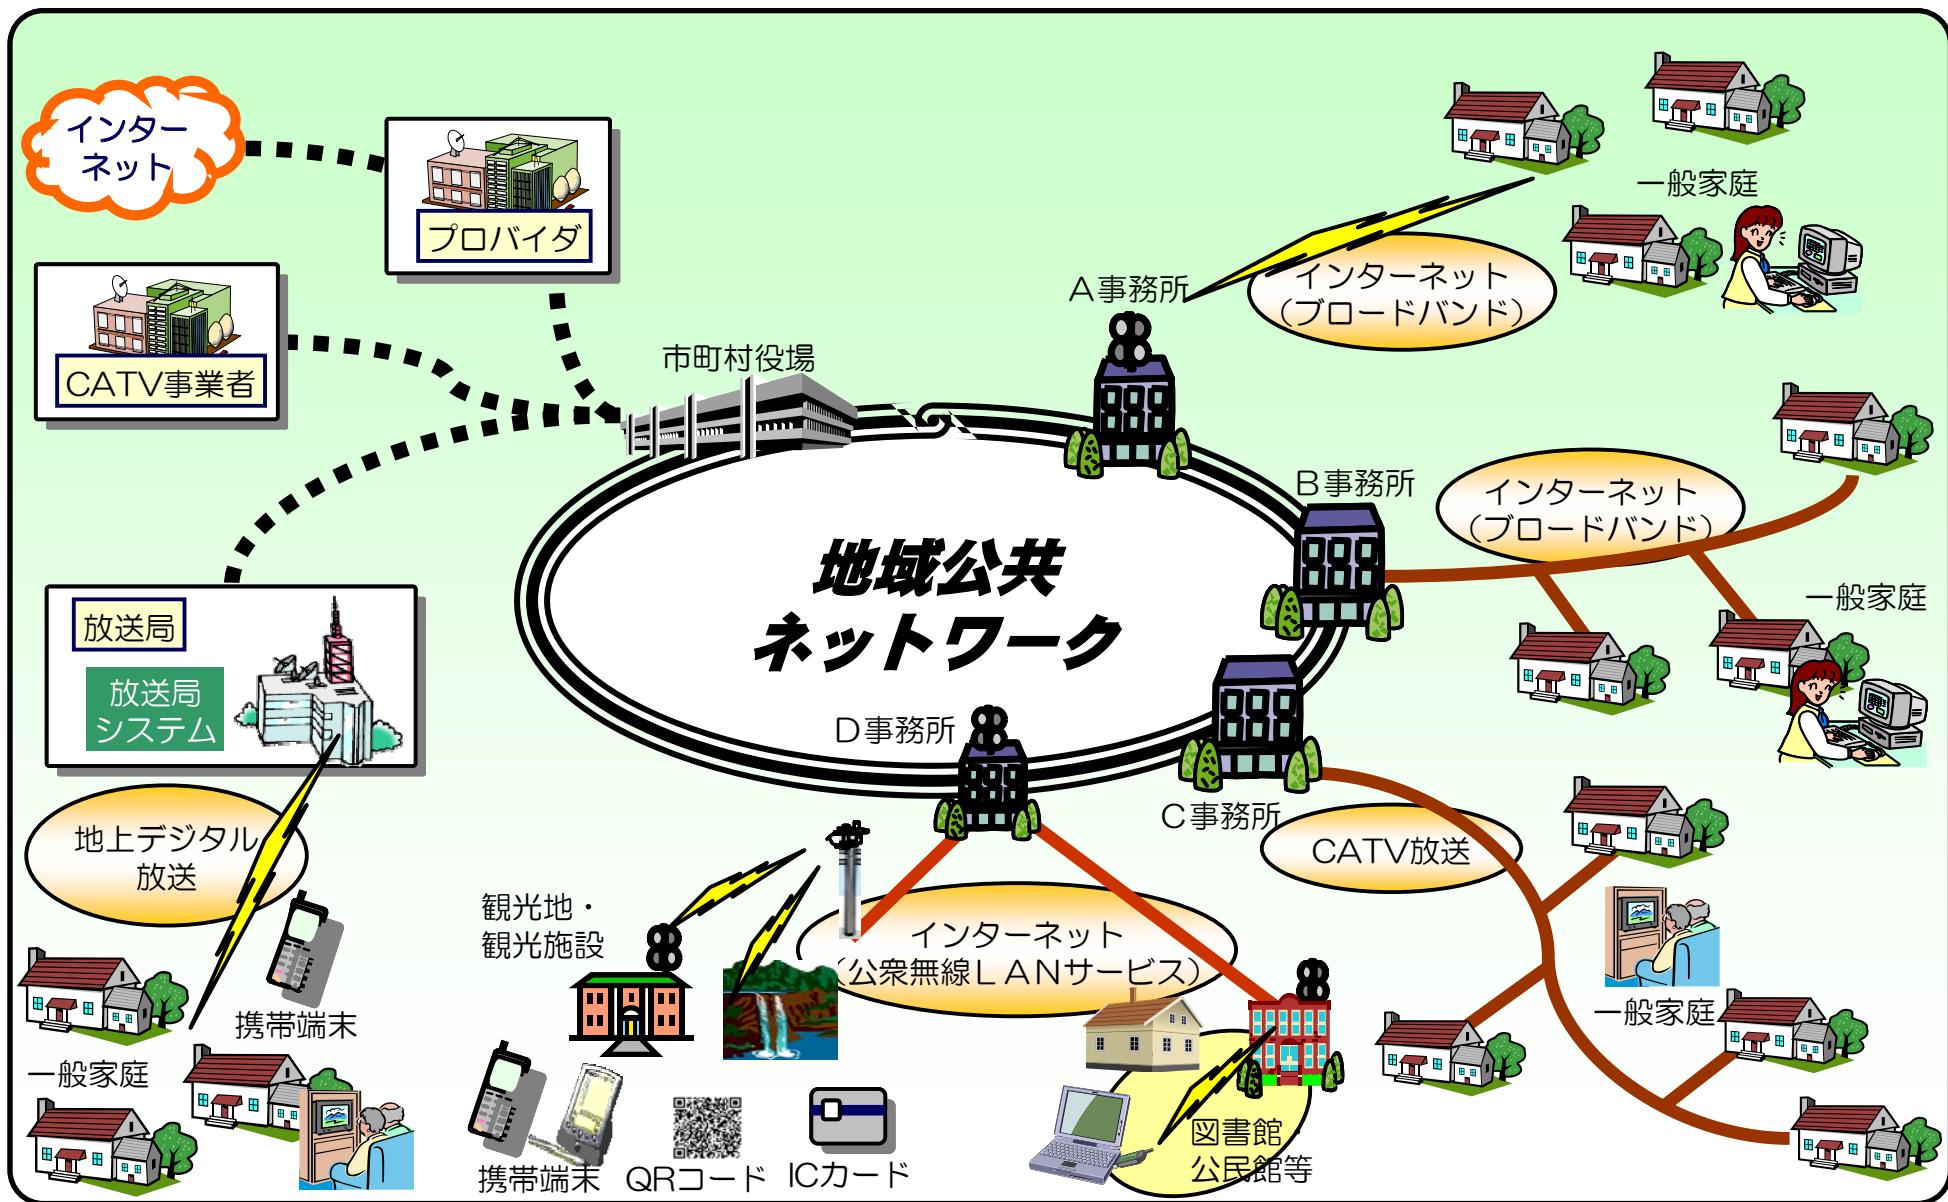 インター
ネット
プロバイダ
CATV事業者
市町村役場
A事務所
インターネット
（ブロードバンド）
一般家庭
B事務所
インターネット
（ブロードバンド）
一般家庭
地域公共
ネットワーク
放送局
放送局
システム
D事務所
C事務所
CATV放送
地上デジタル
放送
観光地・
観光施設
インターネット
（公衆無線LANサービス）
携帯端末
一般家庭
一般家庭
図書館
公民館等
携帯端末
QRコード
ICカード